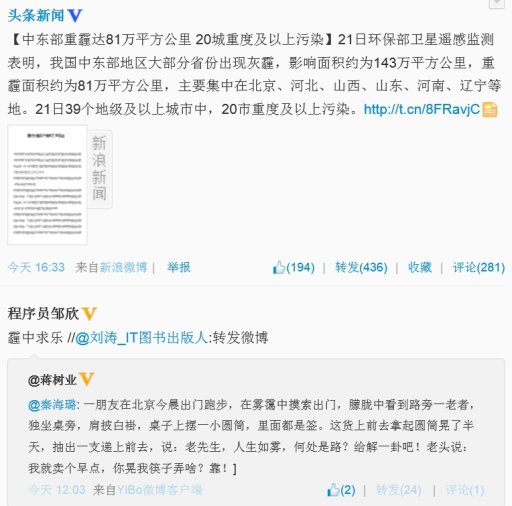 头条新闻
【中东部重霾达81万平方公里 20城重度及以上污染】21日环保部卫星遥感监测
表明，我国中东部地区大部分省份出现灰霾，影响面积约为143万平方公里，重
霾面积约为81万平方公里，主要集中在北京、河北、山西、山东、河南、辽宁等
地。21日39个地级及以上城市中，20市重度及以上污染。http://t.cn/8FRavjC
新浪新闻
今天 16:33 来自新浪微博 | 举报 (194) | 转发(436) | 收藏 | 评论(281)
程序员邹欣
霾中求乐 //@刘涛_IT图书出版人:转发微博
@蒋树业
@秦海璐: 一朋友在北京今晨出门跑步，在雾霭中摸索出门，朦胧中看到路旁一老者，
独坐桌旁，肩披白褂，桌子上摆一小圆筒，里面都是签。这货上前去拿起圆筒晃了半
天，抽出一支递上前去，说：老先生，人生如雾，何处是路？给解一卦吧！老头说：
我就卖个早点，你晃我筷子弄啥？靠！]
今天 12:03 来自YiBo微博客户端 (2) | 转发(24) | 评论(1)